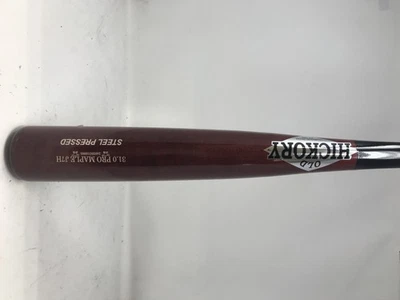 OLD
HICKORY
31.0 PRO MAPLE J7H
STEEL PRESSED